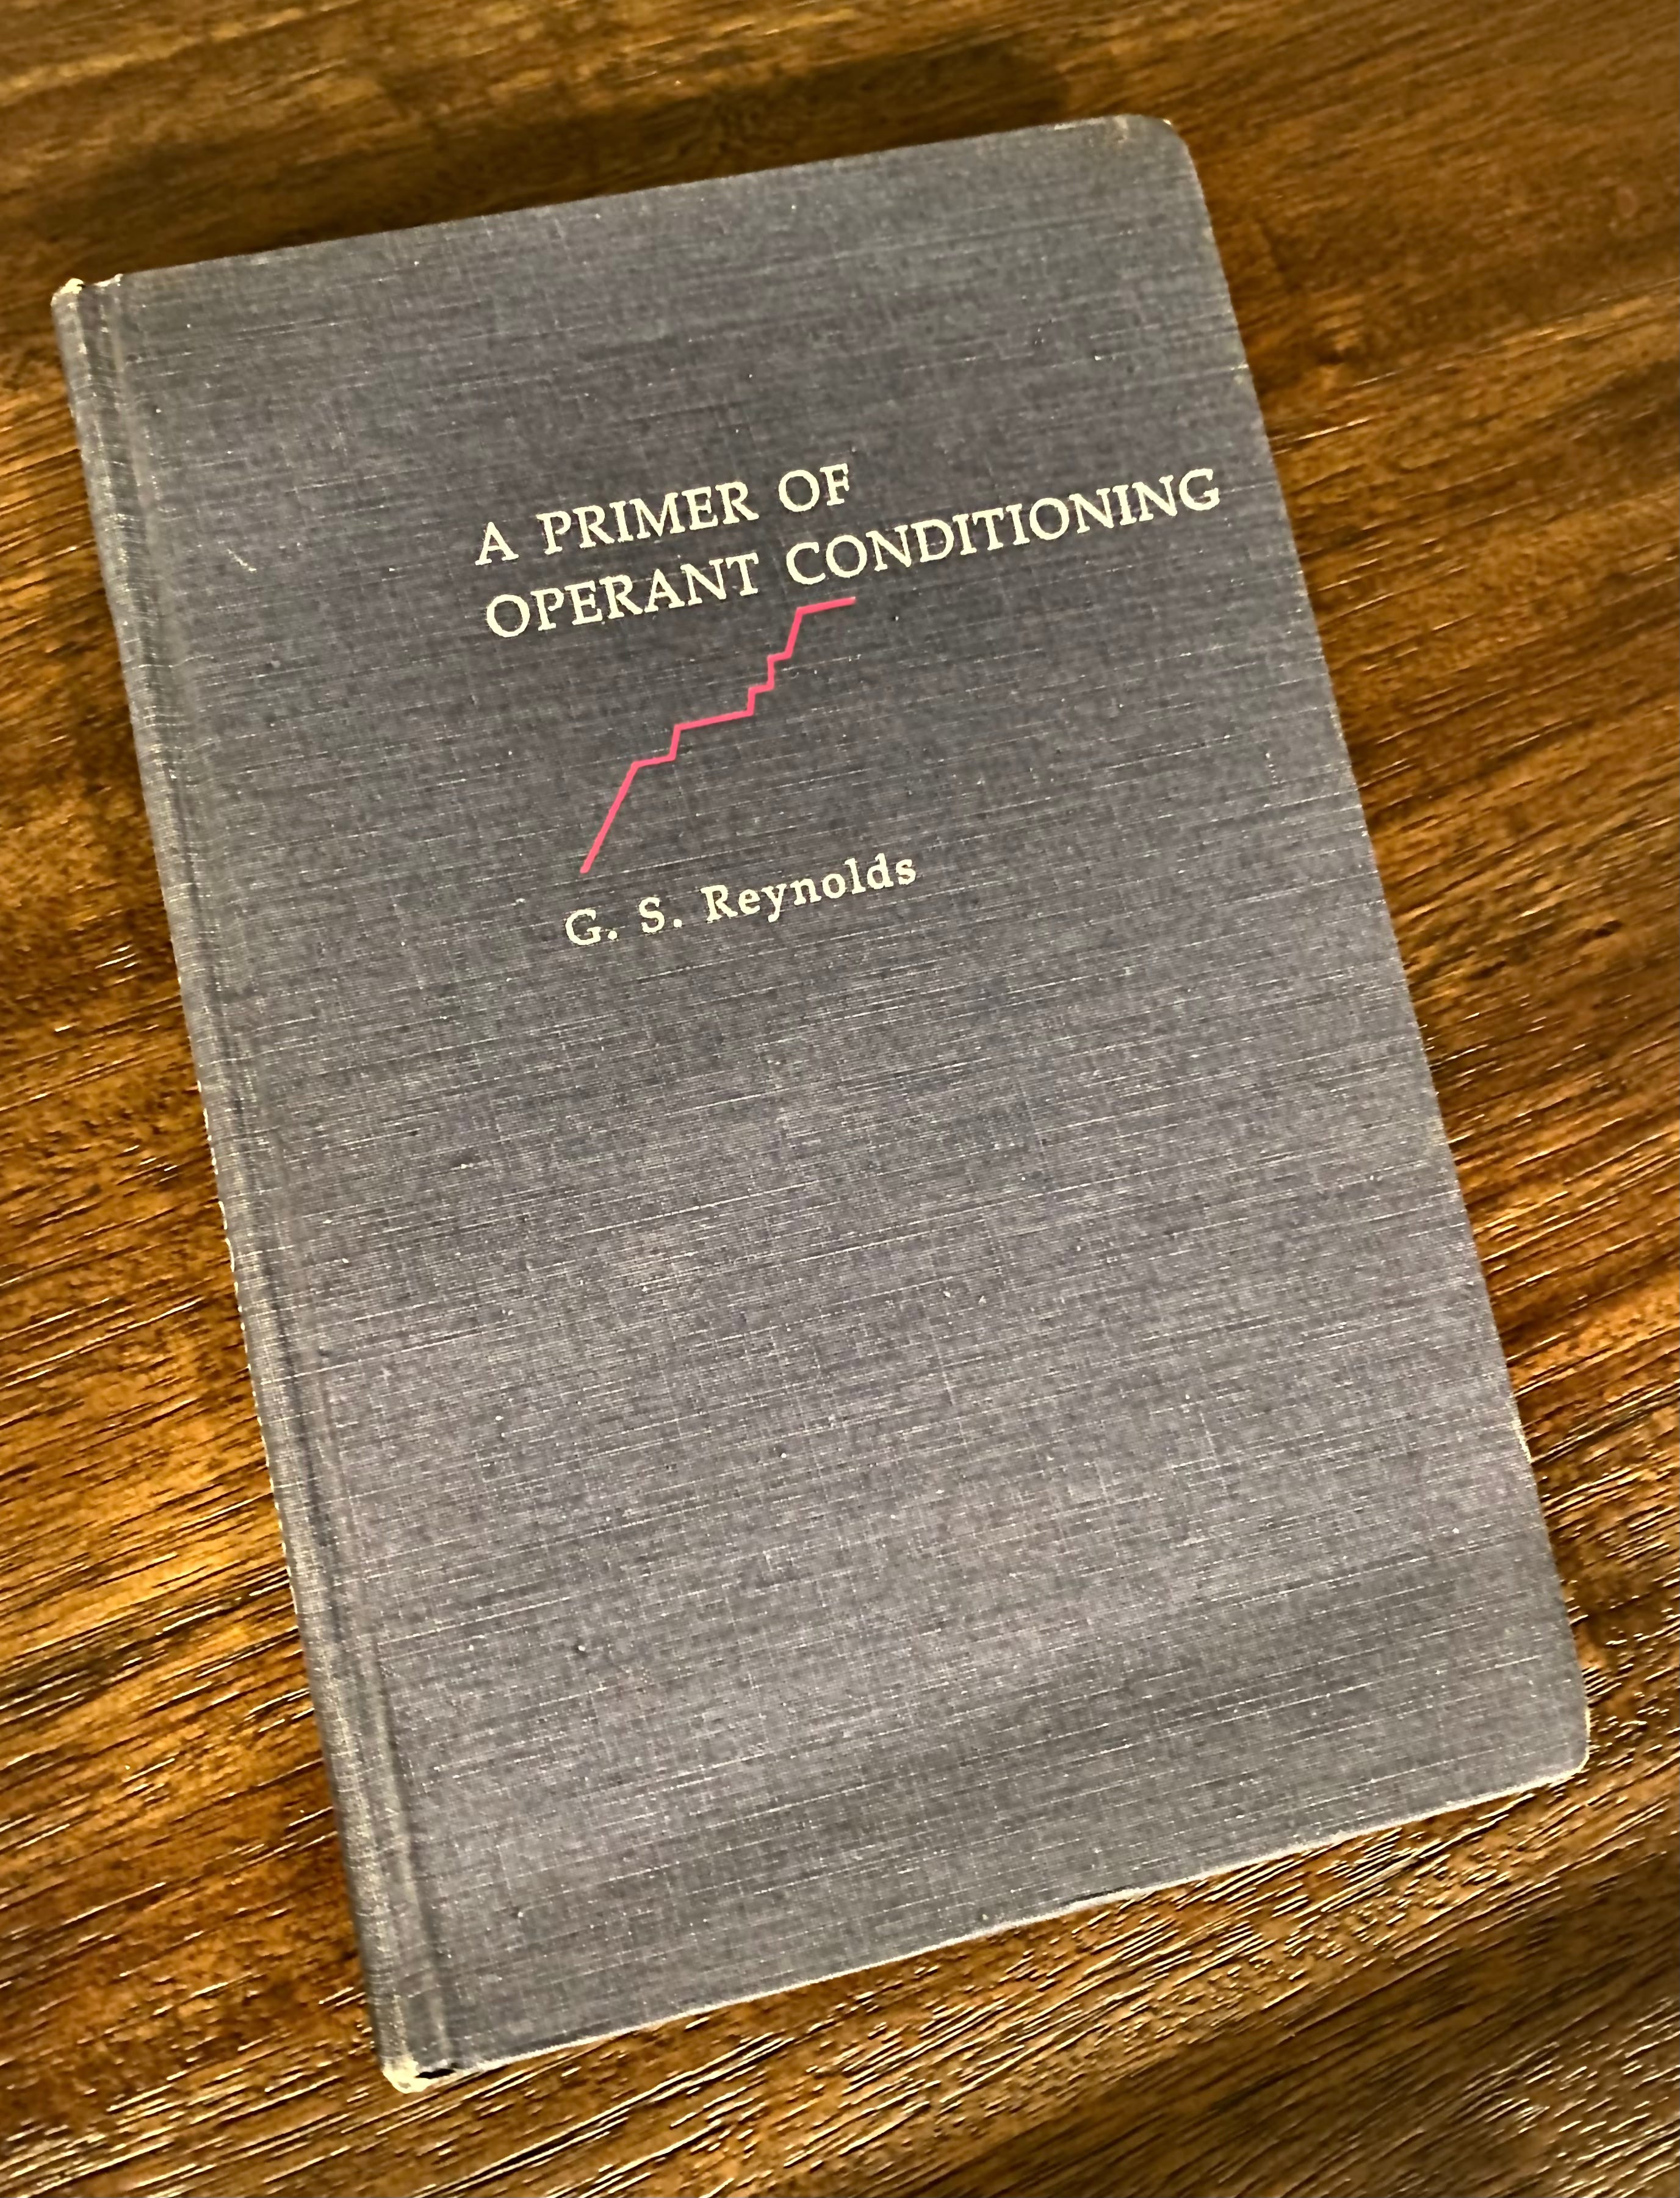 A PRIMER OF
OPERANT CONDITIONING
G. S. Reynolds